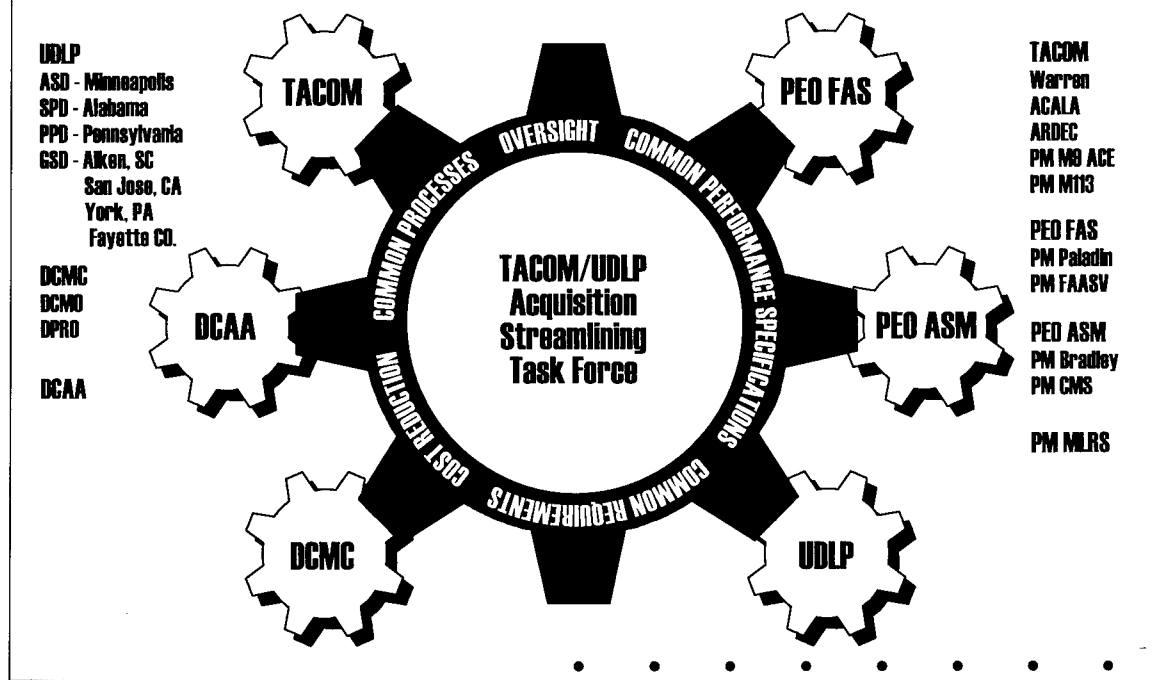 UDLP
ASD - Minneapolis
SPD - Alabama
PPD - Pennsylvania
GSD - Aiken, SC
San Jose, CA
York, PA
Fayette CO.
DCMC
DCMO
DPRO
DCAA
TACOM
PEO FAS
DCAA
PEO ASM
DCMC
UDLP
OVERSIGHT
COMMON PERFORMANCE SPECIFICATIONS
COMMON REQUIREMENTS
COST REDUCTION
COMMON PROCESSES
TACOM/UDLP
Acquisition
Streamlining
Task Force
TACOM
Warren
ACALA
ARDEC
PM M9 ACE
PM M113
PEO FAS
PM Paladin
PM FAASV
PEO ASM
PM Bradley
PM CMS
PM MLRS